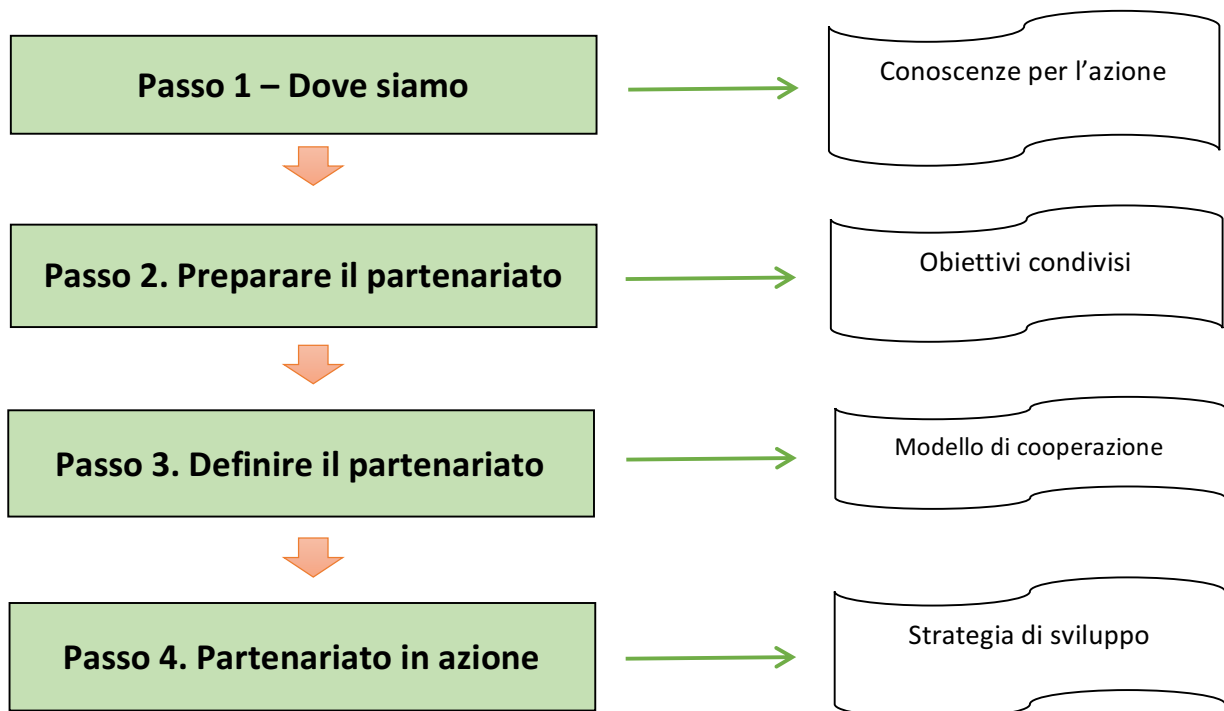 Passo 1 – Dove siamo
Conoscenze per l’azione
Passo 2. Preparare il partenariato
Obiettivi condivisi
Passo 3. Definire il partenariato
Modello di cooperazione
Passo 4. Partenariato in azione
Strategia di sviluppo